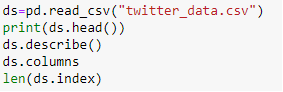 ds=pd.read_csv("twitter_data.csv")
print(ds.head())
ds.describe()
ds.columns
len(ds.index)